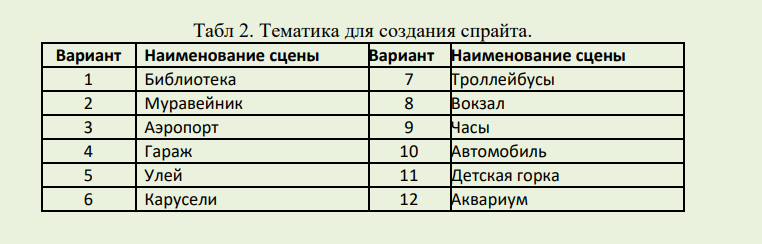 Табл 2. Тематика для создания спрайта.
Вариант Наименование сцены Вариант Наименование сцены
1 Библиотека 7 Троллейбусы
2 Муравейник 8 Вокзал
3 Аэропорт 9 Часы
4 Гараж 10 Автомобиль
5 Улей 11 Детская горка
6 Карусели 12 Аквариум